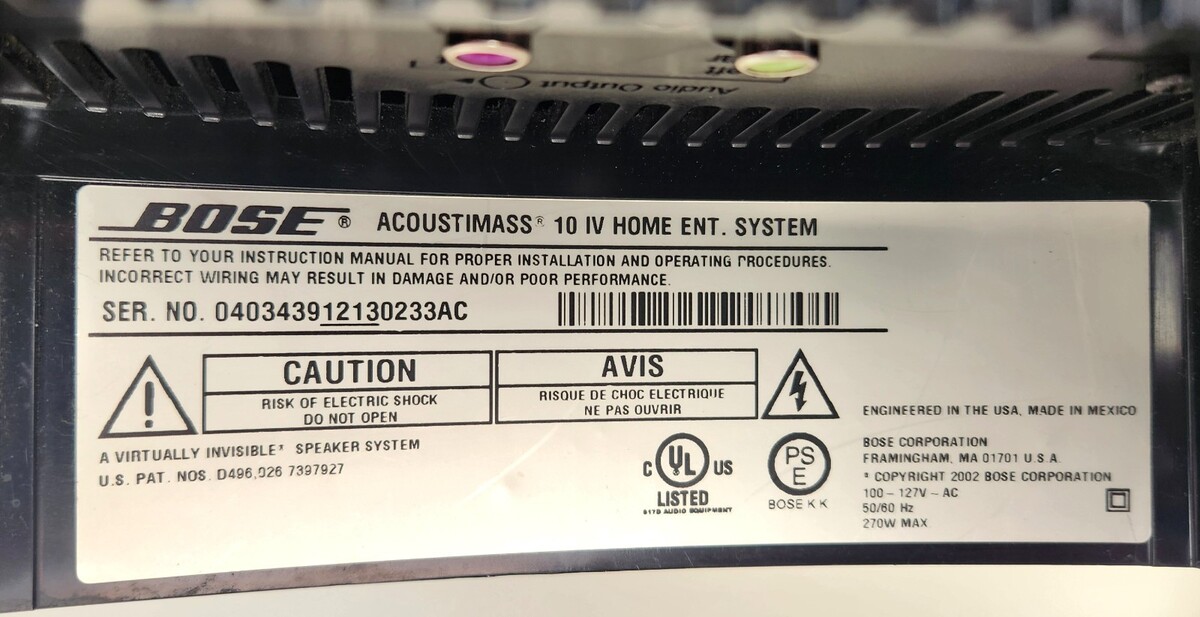 Audio Output
BOSE® ACOUSTIMASS® 10 IV HOME ENT. SYSTEM
REFER TO YOUR INSTRUCTION MANUAL FOR PROPER INSTALLATION AND OPERATING PROCEDURES.
INCORRECT WIRING MAY RESULT IN DAMAGE AND/OR POOR PERFORMANCE.
SER. NO. 040343912130233AC
CAUTION
RISK OF ELECTRIC SHOCK
DO NOT OPEN
AVIS
RISQUE DE CHOC ELECTRIQUE
NE PAS OUVRIR
A VIRTUALLY INVISIBLE® SPEAKER SYSTEM
U.S. PAT. NOS. D496,026 7397927
C UL US
LISTED
517D AUDIO EQUIPMENT
PS
E
BOSE K K
ENGINEERED IN THE USA, MADE IN MEXICO
BOSE CORPORATION
FRAMINGHAM, MA 01701 U.S.A.
© COPYRIGHT 2002 BOSE CORPORATION
100 – 127V ~ AC
50/60 Hz
270W MAX